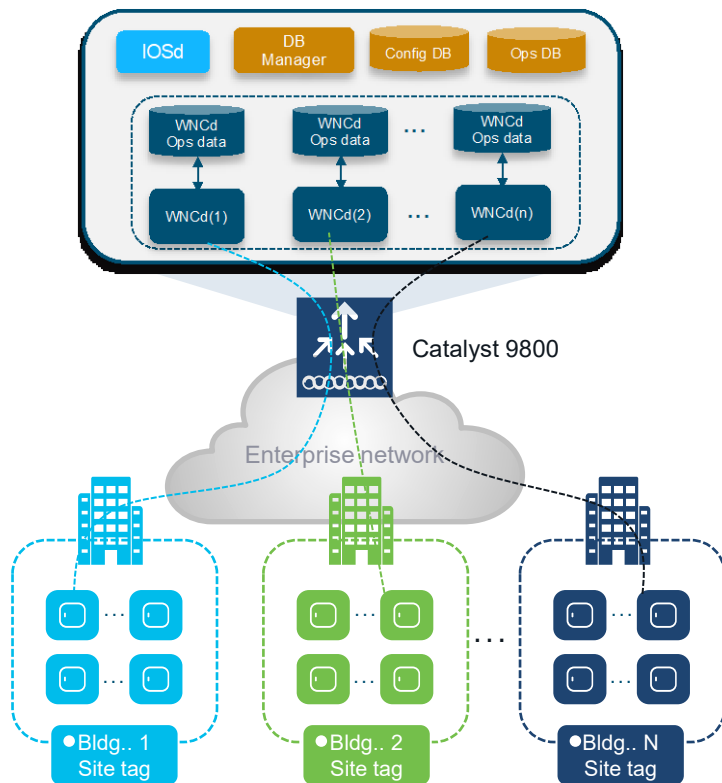 IOSd
DB
Manager
Config DB
Ops DB
WNCd
Ops data
WNCd
Ops data
...
WNCd
Ops data
WNCd(1)
WNCd(2)
...
WNCd(n)
Catalyst 9800
Enterprise network
...
...
...
...
...
...
...
●Bldg.. 1
Site tag
●Bldg.. 2
Site tag
●Bldg.. N
Site tag